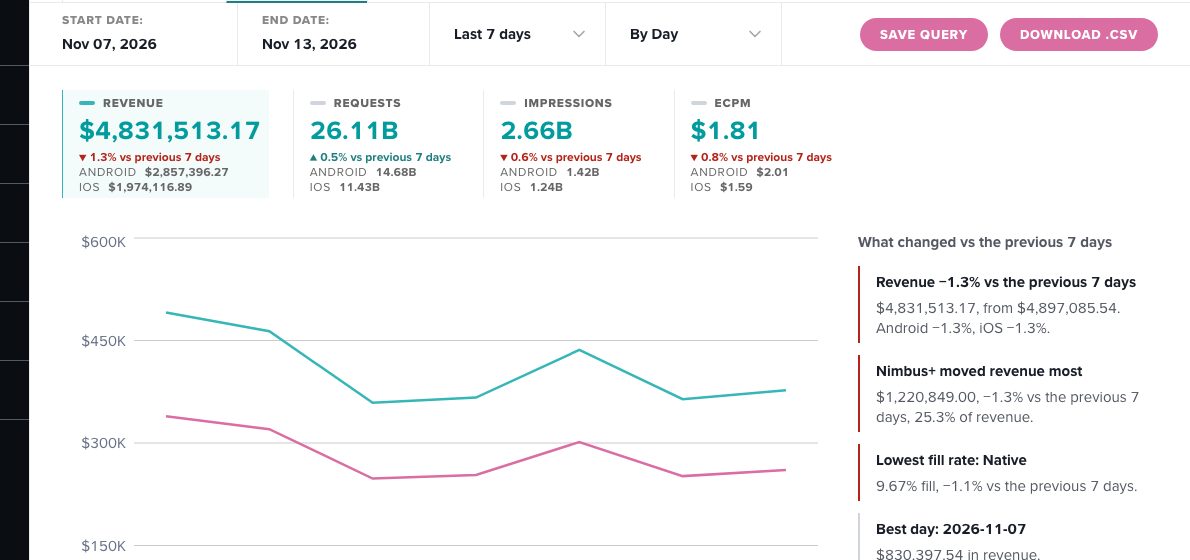 START DATE:
Nov 07, 2026
END DATE:
Nov 13, 2026
Last 7 days
By Day
SAVE QUERY
DOWNLOAD .CSV
REVENUE
$4,831,513.17
▼ 1.3% vs previous 7 days
ANDROID $2,857,396.27
IOS $1,974,116.89
REQUESTS
26.11B
▲ 0.5% vs previous 7 days
ANDROID 14.68B
IOS 11.43B
IMPRESSIONS
2.66B
▼ 0.6% vs previous 7 days
ANDROID 1.42B
IOS 1.24B
ECPM
$1.81
▼ 0.8% vs previous 7 days
ANDROID $2.01
IOS $1.59
$600K
$450K
$300K
$150K
What changed vs the previous 7 days
Revenue −1.3% vs the previous 7 days
$4,831,513.17, from $4,897,085.54.
Android −1.3%, iOS −1.3%.
Nimbus+ moved revenue most
$1,220,849.00, −1.3% vs the previous 7
days, 25.3% of revenue.
Lowest fill rate: Native
9.67% fill, −1.1% vs the previous 7 days.
Best day: 2026-11-07
$830,397.54 in revenue.